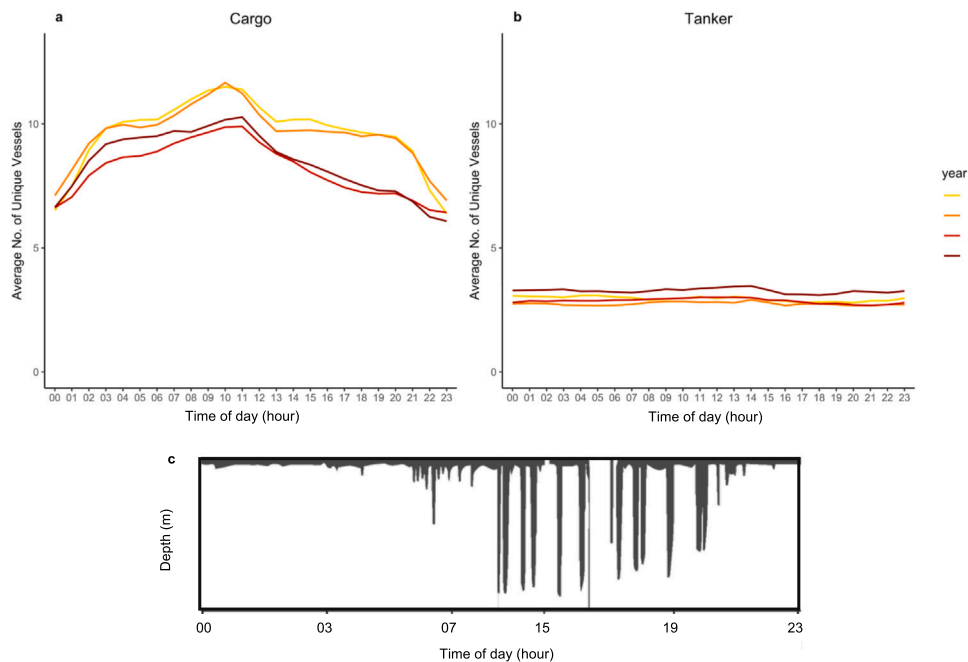 a
Cargo
Average No. of Unique Vessels
10
5
0
00 01 02 03 04 05 06 07 08 09 10 11 12 13 14 15 16 17 18 19 20 21 22 23
Time of day (hour)
b
Tanker
Average No. of Unique Vessels
10
5
0
00 01 02 03 04 05 06 07 08 09 10 11 12 13 14 15 16 17 18 19 20 21 22 23
Time of day (hour)
year
c
Depth (m)
00 03 07 15 19 23
Time of day (hour)